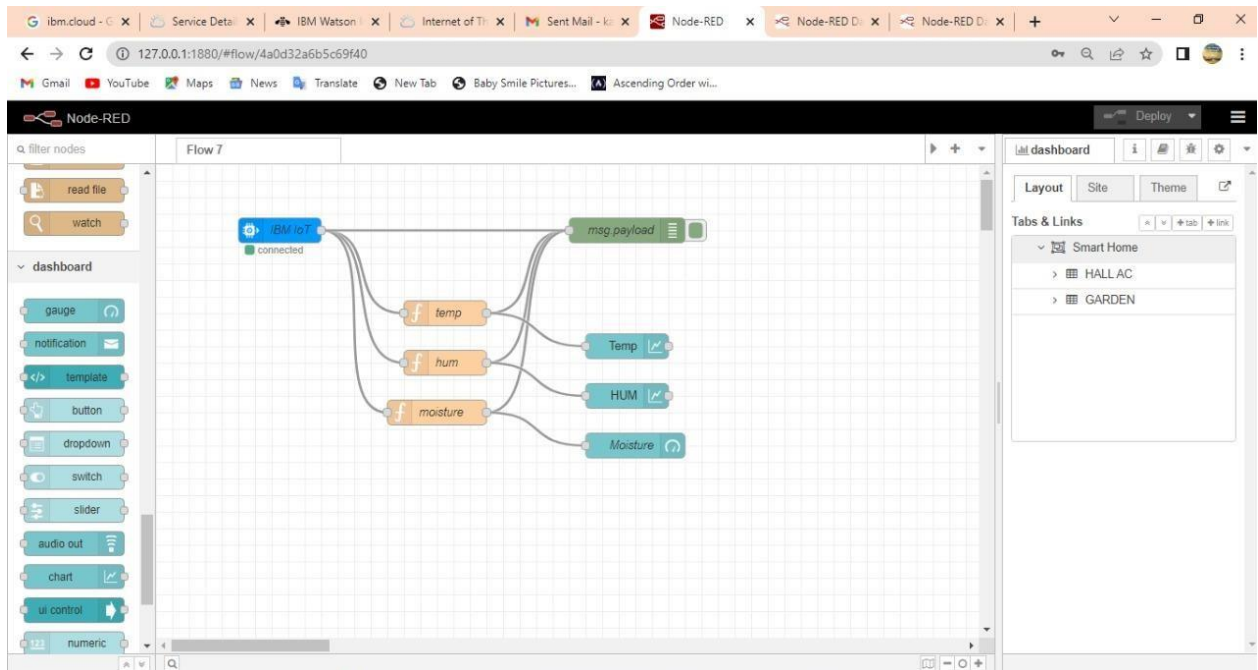 ibm.cloud - G
Service Detai
IBM Watson
Internet of Th
Sent Mail - ka
Node-RED
Node-RED Da
Node-RED Da
127.0.0.1:1880/#flow/4a0d32a6b5c69f40
Gmail
YouTube
Maps
News
Translate
New Tab
Baby Smile Pictures...
Ascending Order wi...
Node-RED
Deploy
filter nodes
read file
watch
dashboard
gauge
notification
template
button
dropdown
switch
slider
audio out
chart
ui control
numeric
Flow 7
IBM IoT
connected
msg.payload
temp
Temp
hum
HUM
moisture
Moisture
dashboard
Layout
Site
Theme
Tabs & Links
+tab
+link
Smart Home
HALL AC
GARDEN